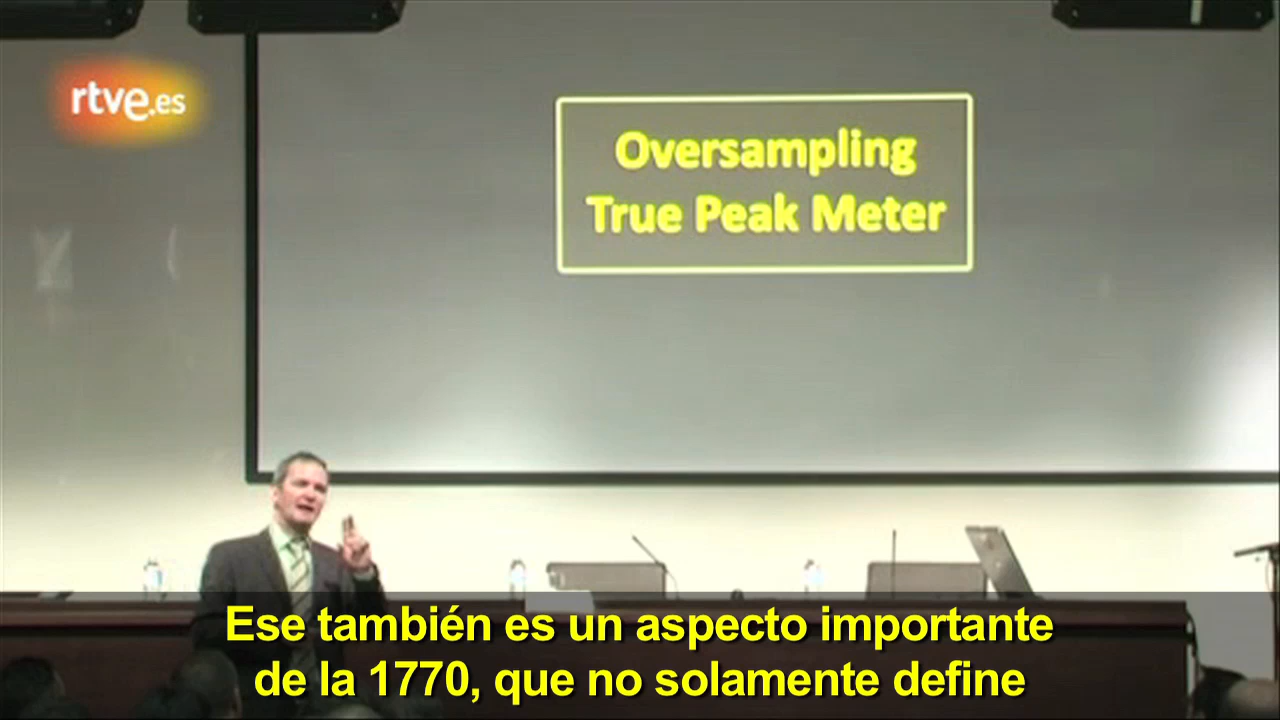 rtve.es
Oversampling
True Peak Meter
Ese también es un aspecto importante
de la 1770, que no solamente define